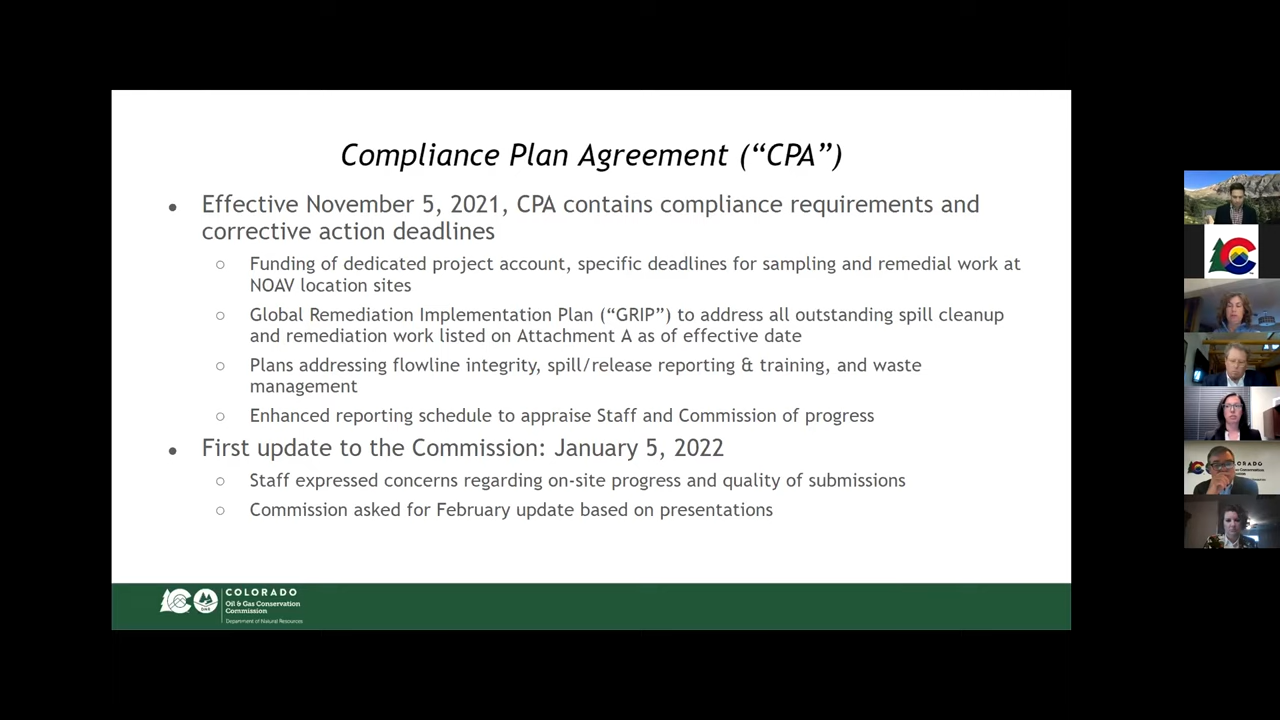 Compliance Plan Agreement (“CPA”)
● Effective November 5, 2021, CPA contains compliance requirements and
corrective action deadlines
○ Funding of dedicated project account, specific deadlines for sampling and remedial work at
NOAV location sites
○ Global Remediation Implementation Plan (“GRIP”) to address all outstanding spill cleanup
and remediation work listed on Attachment A as of effective date
○ Plans addressing flowline integrity, spill/release reporting & training, and waste
management
○ Enhanced reporting schedule to appraise Staff and Commission of progress
● First update to the Commission: January 5, 2022
○ Staff expressed concerns regarding on-site progress and quality of submissions
○ Commission asked for February update based on presentations
COLORADO
Oil & Gas Conservation
Commission
Department of Natural Resources